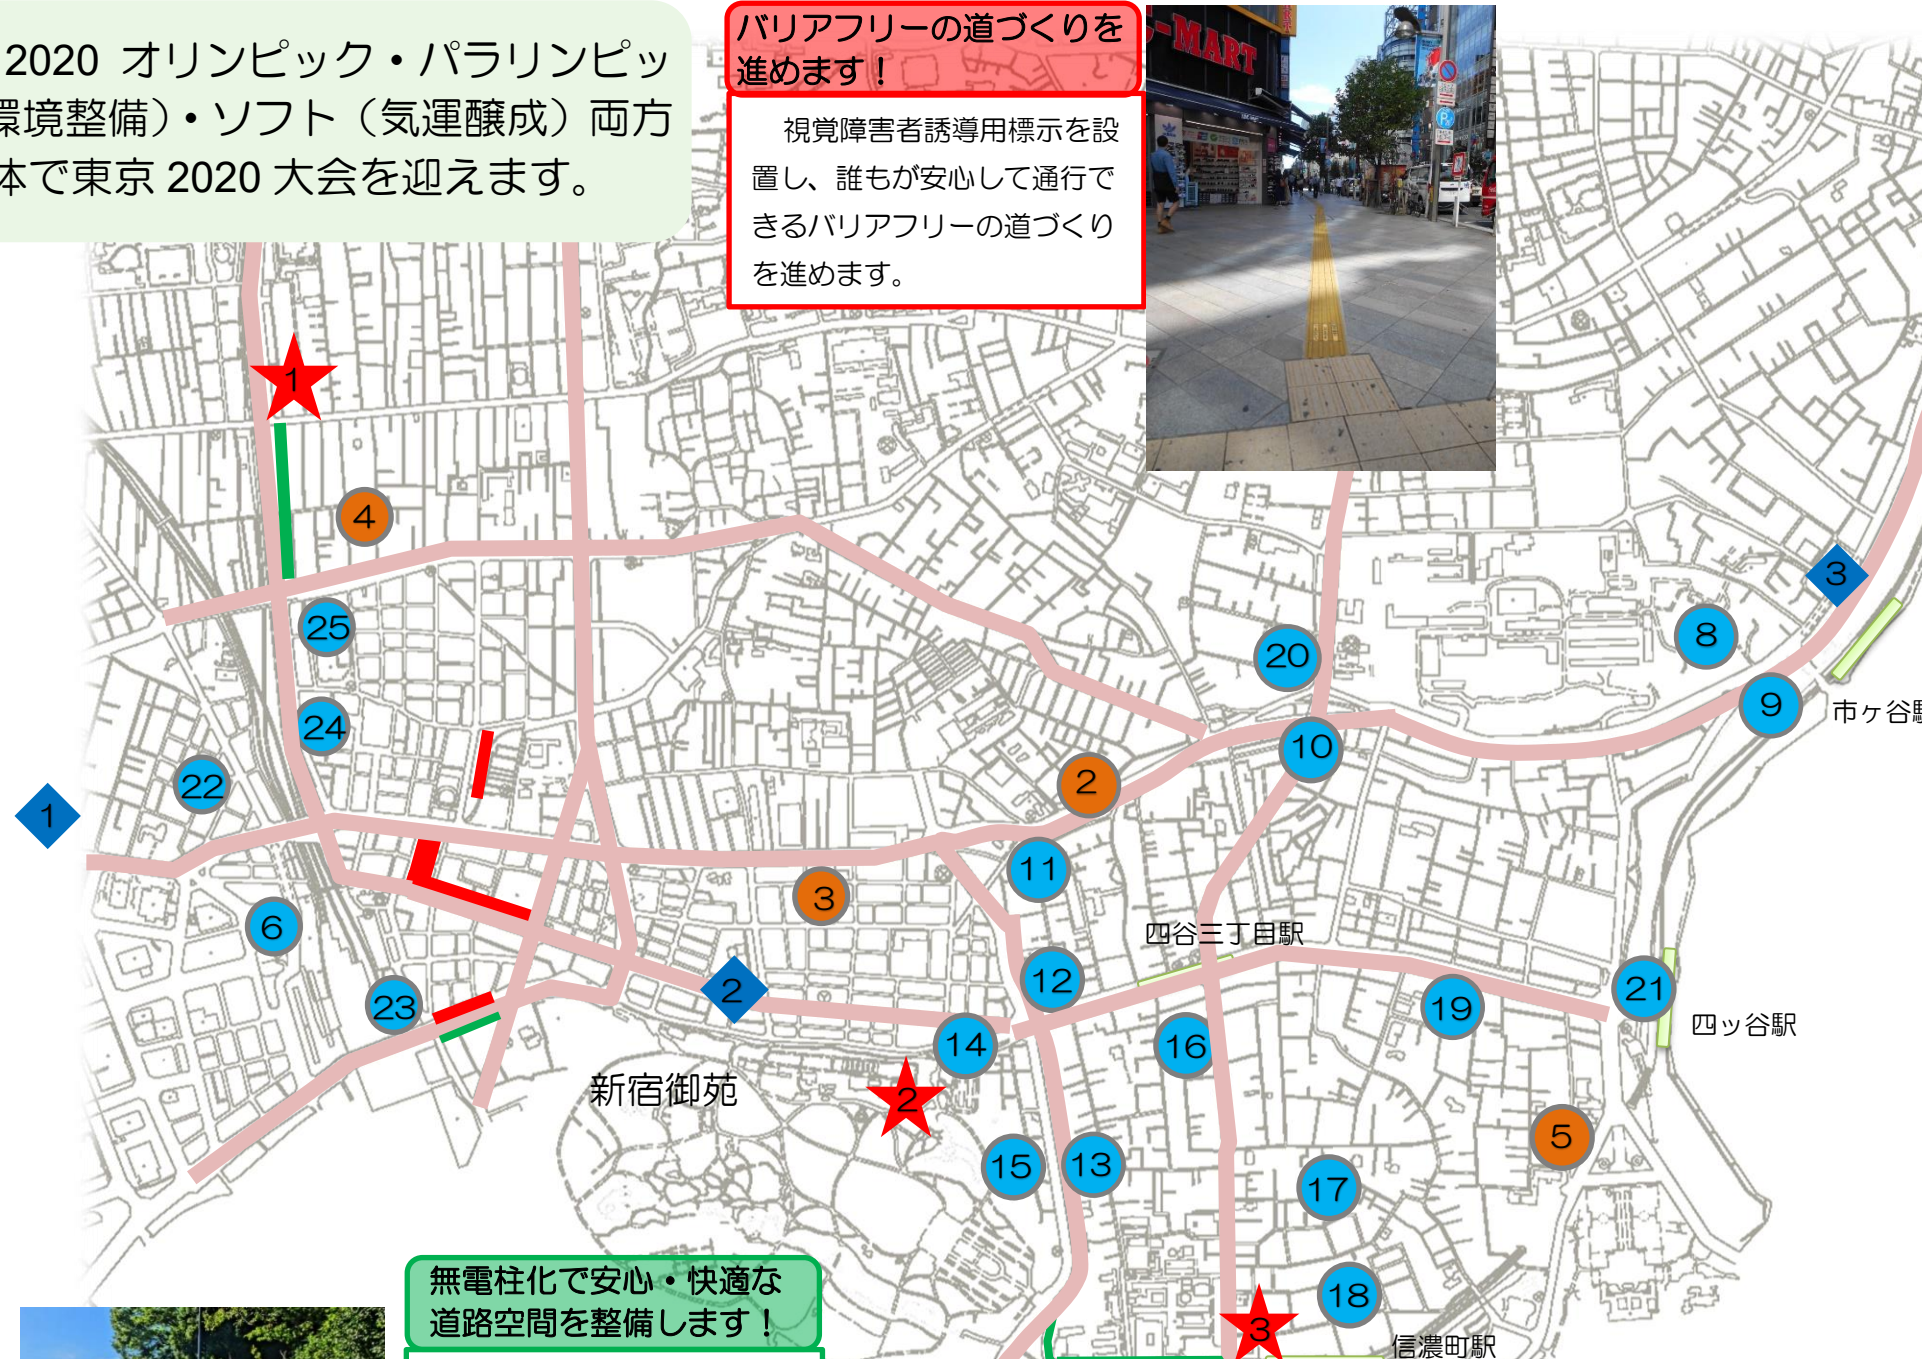 2020 オリンピック・パラリンピッ
環境整備）・ソフト（気運醸成）両方
体で東京 2020 大会を迎えます。
バリアフリーの道づくりを
進めます！
視覚障害者誘導用標示を設
置し、誰もが安心して通行で
きるバリアフリーの道づくり
を進めます。
-MART
1
4
3
25
8
20
9
市ヶ谷駅
24
10
22
2
1
11
3
6
四谷三丁目駅
12
21
23
2
19
四ッ谷駅
14
16
新宿御苑
2
5
15
13
17
無電柱化で安心・快適な
道路空間を整備します！
18
3
信濃町駅